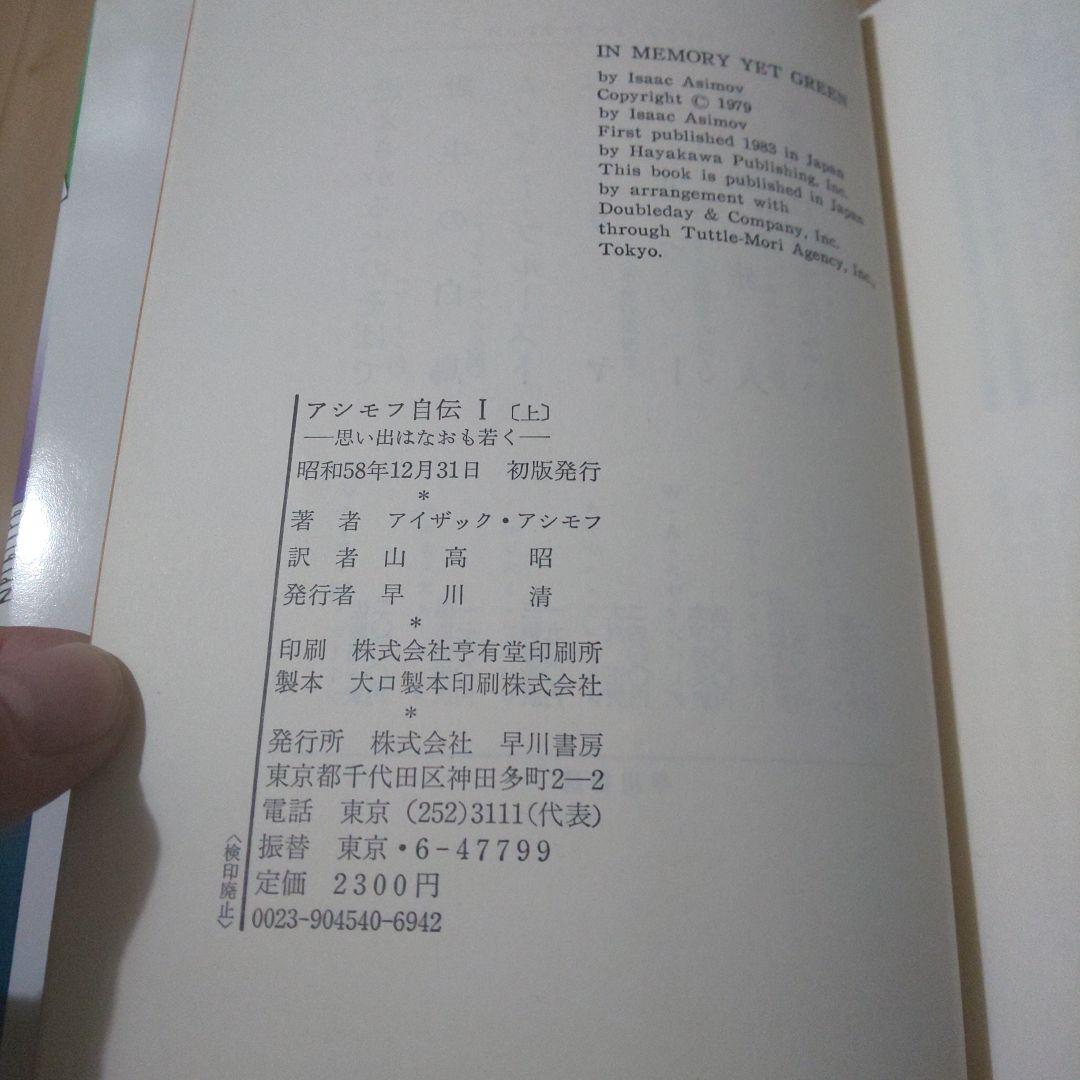 IN MEMORY YET GREEN
by Isaac Asimov
Copyright © 1979
by Isaac Asimov
First published 1983 in Japan
by Hayakawa Publishing, Inc.
This book is published in Japan
by arrangement with
Doubleday & Company, Inc.
through Tuttle-Mori Agency, Inc.,
Tokyo.
アシモフ自伝 I 〔上〕
──思い出はなおも若く──
昭和58年12月31日 初版発行
*
著者 アイザック・アシモフ
訳者 山高 昭
発行者 早川 清
*
印刷 株式会社亨有堂印刷所
製本 大口製本印刷株式会社
*
発行所 株式会社 早川書房
東京都千代田区神田多町2―2
電話 東京 (252)3111(代表)
振替 東京・6-47799
定価 2300円
0023-904540-6942
〈検印廃止〉